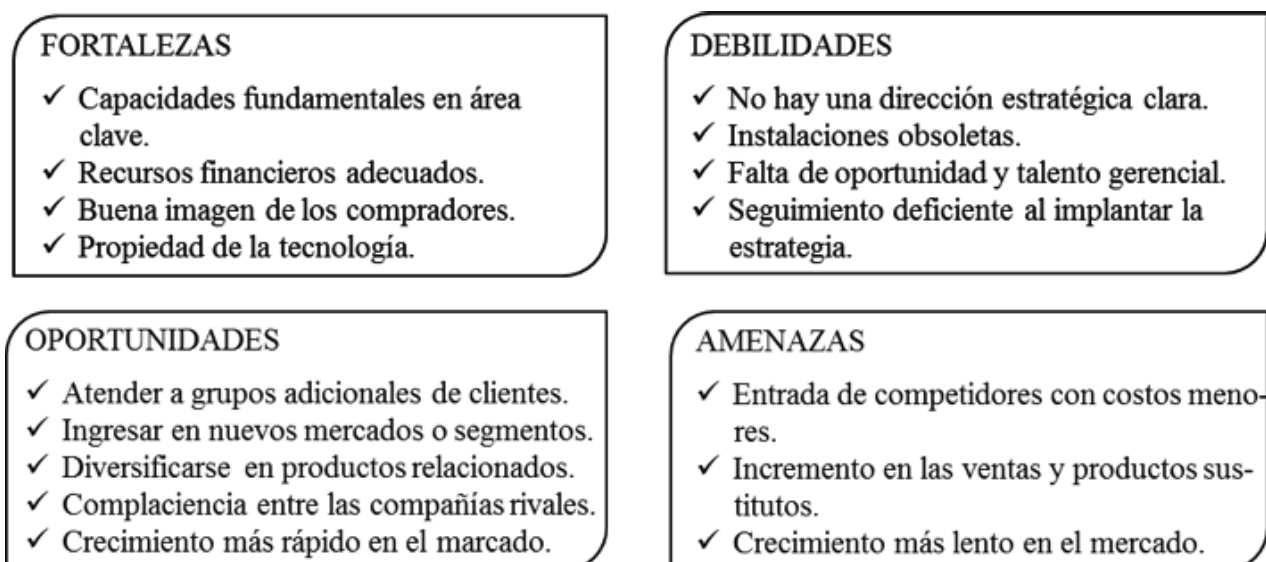 FORTALEZAS
✓ Capacidades fundamentales en área
clave.
✓ Recursos financieros adecuados.
✓ Buena imagen de los compradores.
✓ Propiedad de la tecnología.
DEBILIDADES
✓ No hay una dirección estratégica clara.
✓ Instalaciones obsoletas.
✓ Falta de oportunidad y talento gerencial.
✓ Seguimiento deficiente al implantar la
estrategia.
OPORTUNIDADES
✓ Atender a grupos adicionales de clientes.
✓ Ingresar en nuevos mercados o segmentos.
✓ Diversificarse en productos relacionados.
✓ Complaciencia entre las compañías rivales.
✓ Crecimiento más rápido en el marcado.
AMENAZAS
✓ Entrada de competidores con costos meno-
res.
✓ Incremento en las ventas y productos sus-
titutos.
✓ Crecimiento más lento en el mercado.